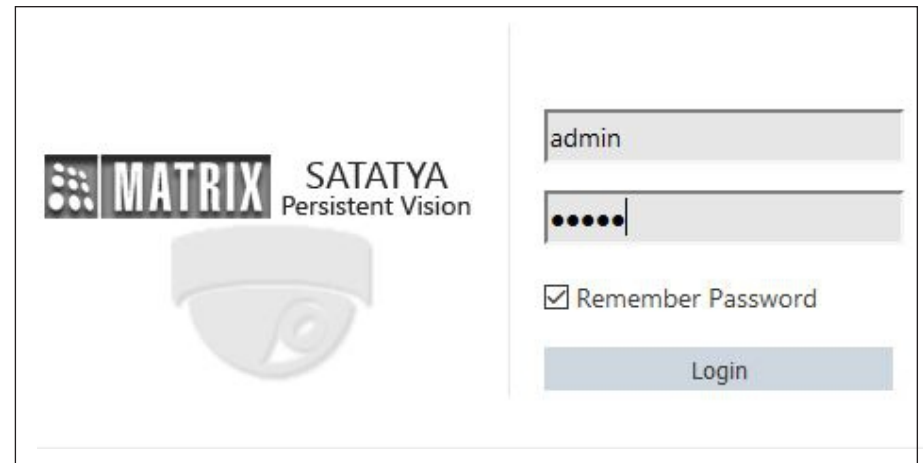 MATRIX
SATATYA
Persistent Vision
admin
•••••
Remember Password
Login